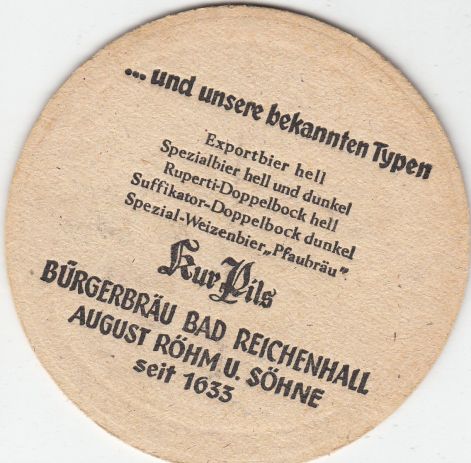 ... und unsere bekannten Typen
Exportbier hell
Spezialbier hell und dunkel
Ruperti-Doppelbock hell
Suffikator-Doppelbock dunkel
Spezial-Weizenbier „Pfaubräu"
Kur Pils
BÜRGERBRÄU BAD REICHENHALL
AUGUST RÖHM U. SÖHNE
seit 1633